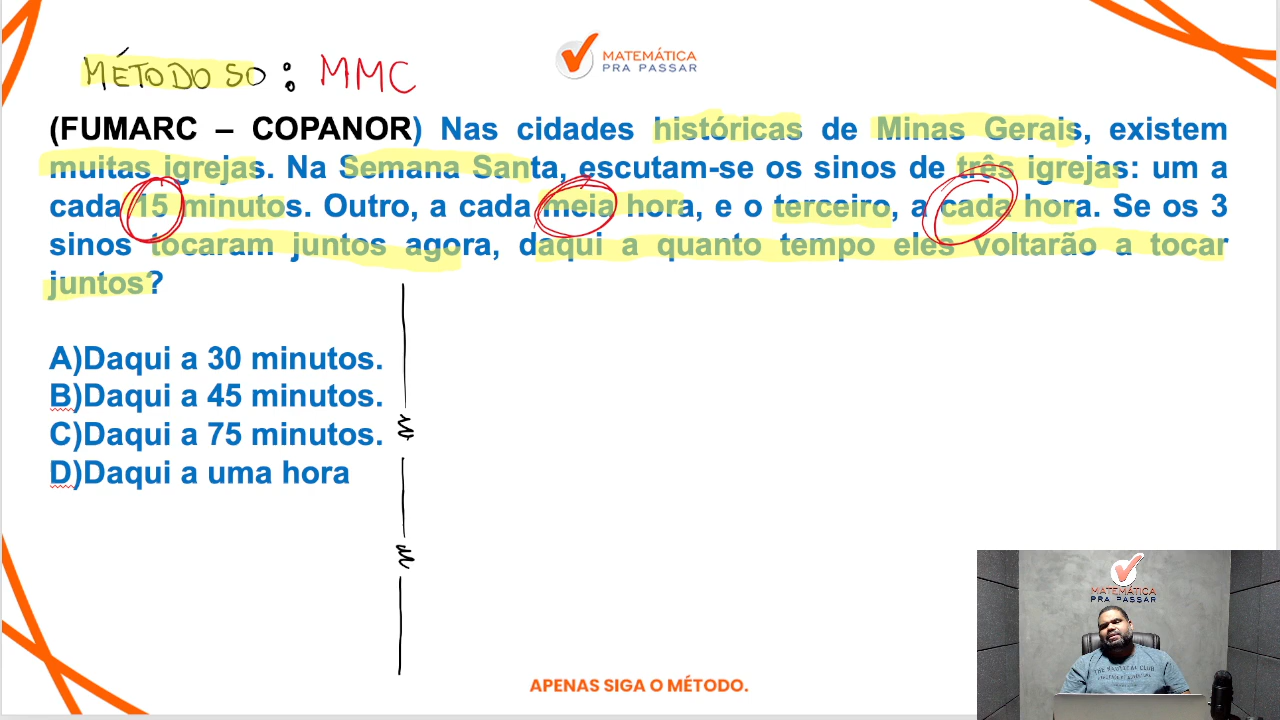 MÉTODO SO : MMC
MATEMÁTICA
PRA PASSAR
(FUMARC – COPANOR) Nas cidades históricas de Minas Gerais, existem
muitas igrejas. Na Semana Santa, escutam-se os sinos de três igrejas: um a
cada 15 minutos. Outro, a cada meia hora, e o terceiro, a cada hora. Se os 3
sinos tocaram juntos agora, daqui a quanto tempo eles voltarão a tocar
juntos?
A)Daqui a 30 minutos.
B)Daqui a 45 minutos.
C)Daqui a 75 minutos.
D)Daqui a uma hora
MATEMÁTICA
PRA PASSAR
APENAS SIGA O MÉTODO.